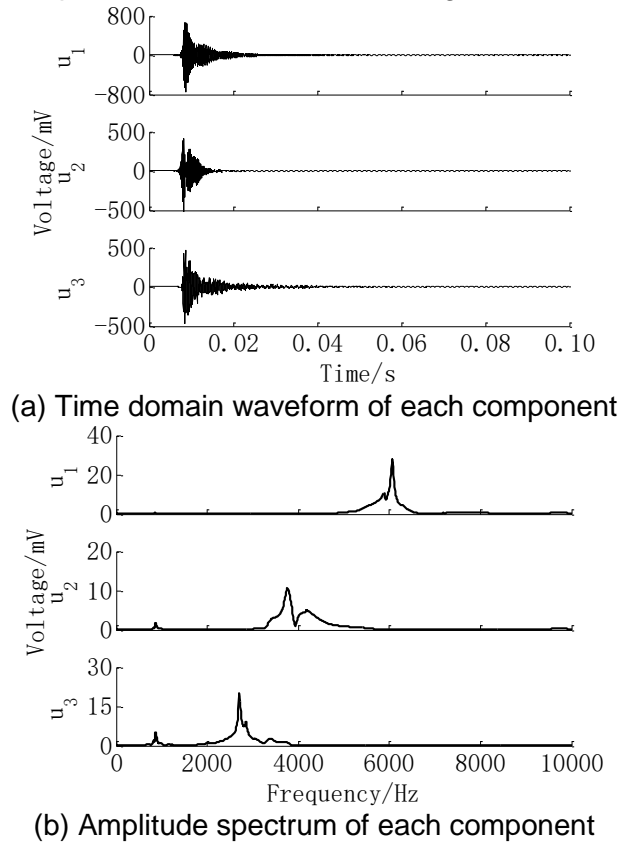 800
0
−800
u1
500
0
−500
u2
Voltage/mV
500
0
−500
u3
0 0.02 0.04 0.06 0.08 0.10
Time/s
(a) Time domain waveform of each component
40
20
0
u1
20
10
0
u2
Voltage/mV
30
15
0
u3
0 2000 4000 6000 8000 10000
Frequency/Hz
(b) Amplitude spectrum of each component